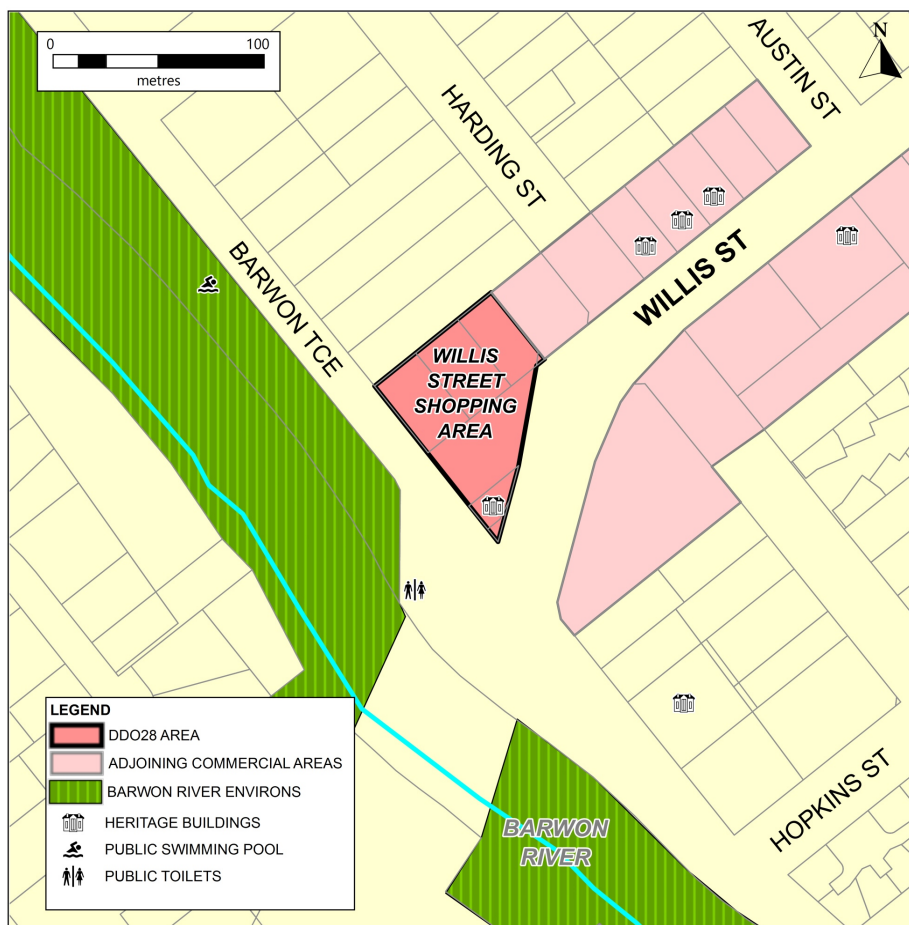 0 100
metres
N
AUSTIN ST
HARDING ST
WILLIS ST
BARWON TCE
WILLIS
STREET
SHOPPING
AREA
HOPKINS ST
BARWON
RIVER
LEGEND
DDO28 AREA
ADJOINING COMMERCIAL AREAS
BARWON RIVER ENVIRONS
HERITAGE BUILDINGS
PUBLIC SWIMMING POOL
PUBLIC TOILETS